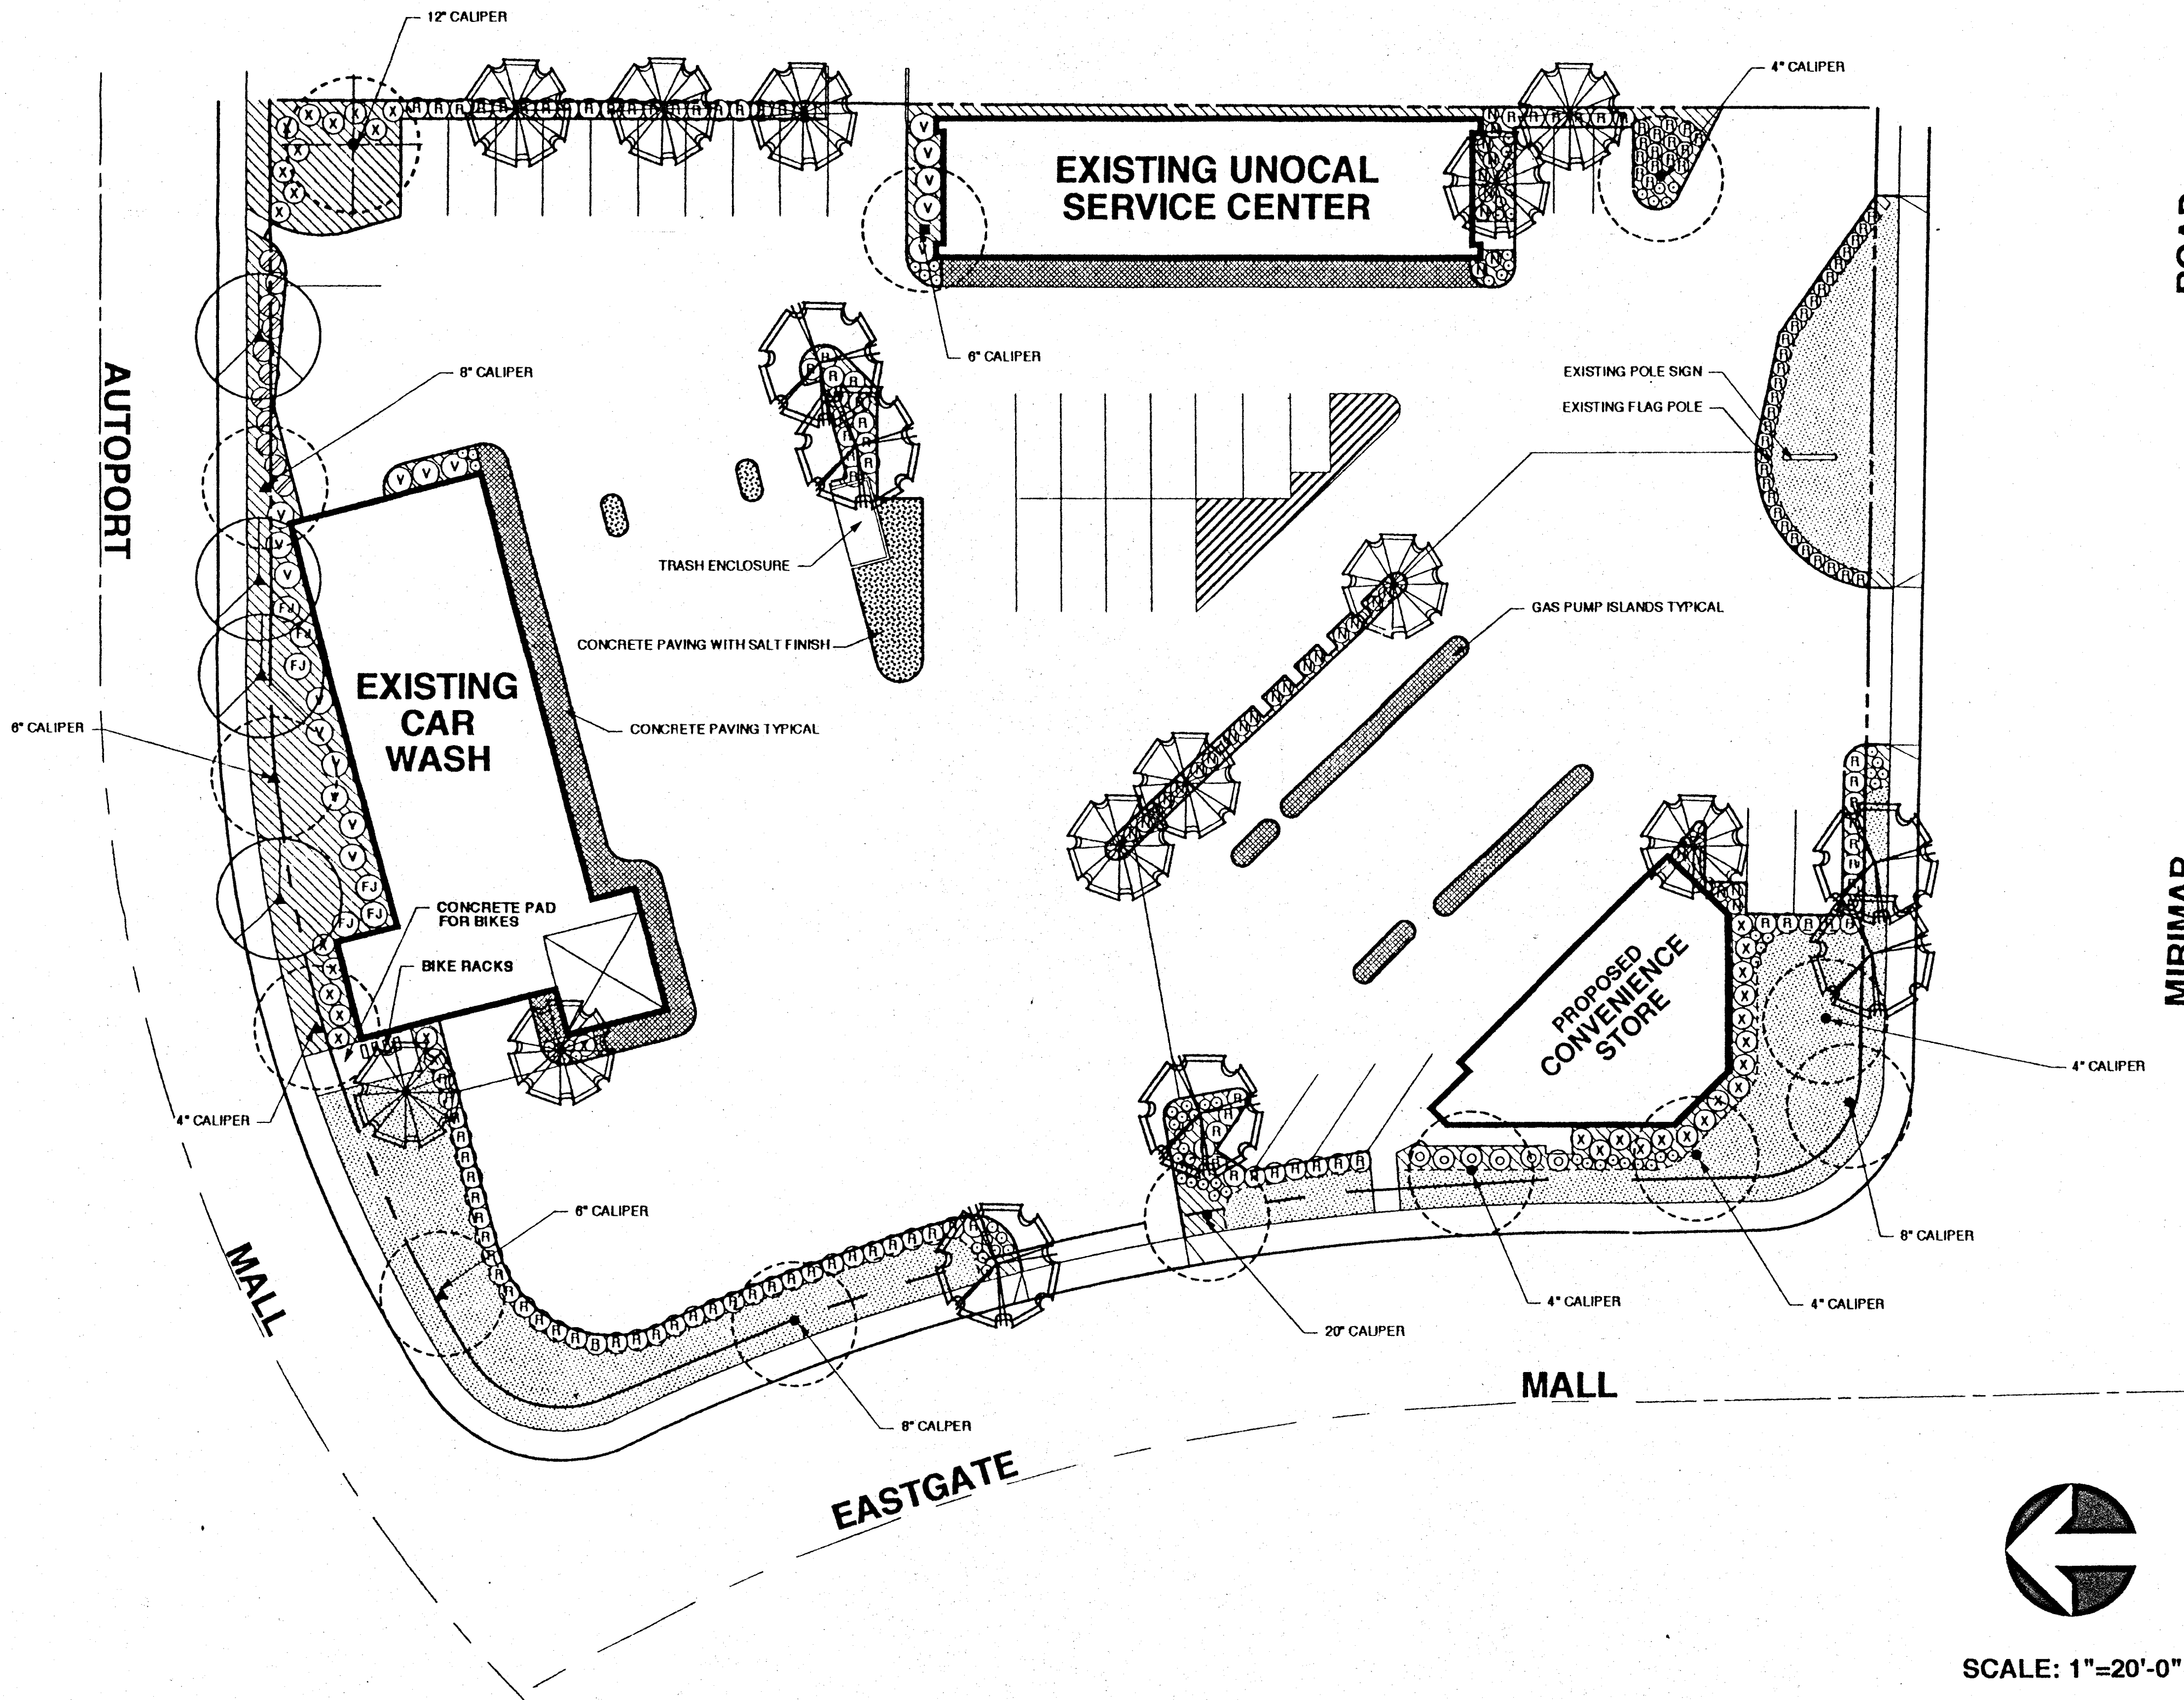 12" CALIPER
4" CALIPER
EXISTING UNOCAL
SERVICE CENTER
6" CALIPER
8" CALIPER
EXISTING POLE SIGN
EXISTING FLAG POLE
AUTOPORT
TRASH ENCLOSURE
GAS PUMP ISLANDS TYPICAL
CONCRETE PAVING WITH SALT FINISH
EXISTING
CAR
WASH
6" CALIPER
CONCRETE PAVING TYPICAL
CONCRETE PAD
FOR BIKES
BIKE RACKS
PROPOSED
CONVENIENCE
STORE
4" CALIPER
4" CALIPER
6" CALIPER
8" CALIPER
4" CALIPER
4" CALIPER
20" CALIPER
MALL
MALL
8" CALPER
EASTGATE
MIRIMAR
ROAD
SCALE: 1"=20'-0"